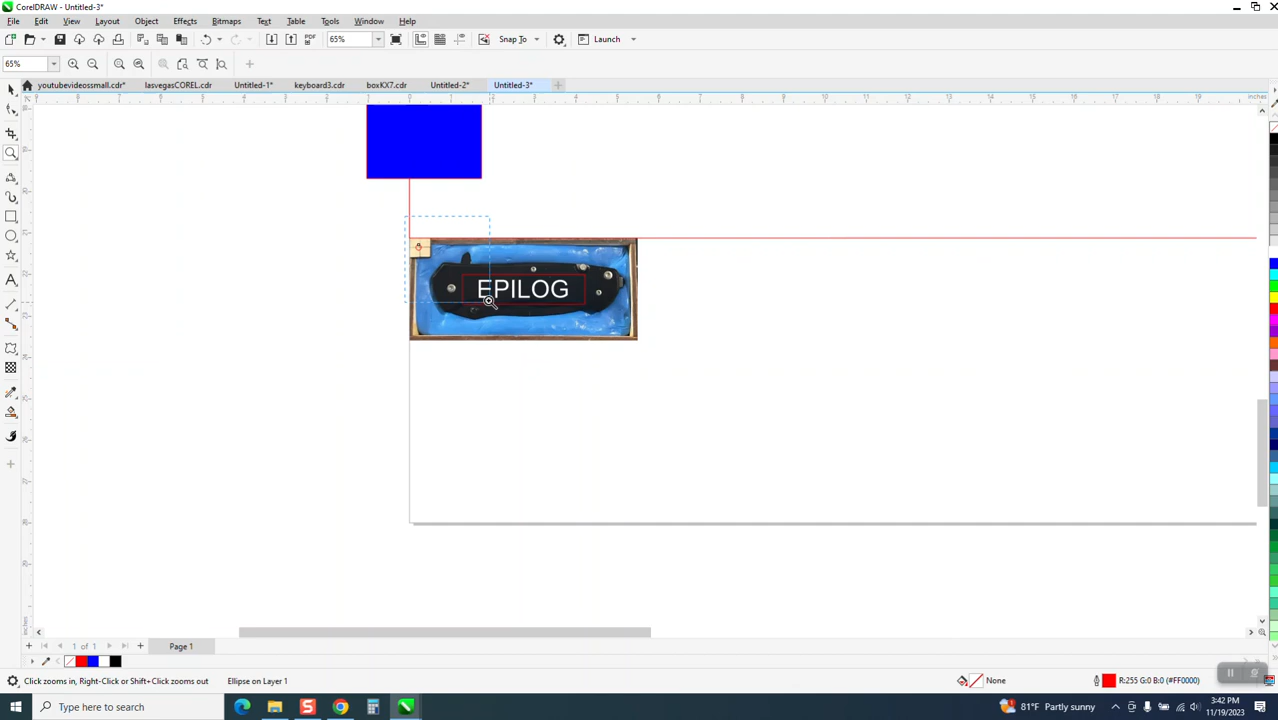 CorelDRAW - Untitled-3*
File Edit View Layout Object Effects Bitmaps Text Table Tools Window Help
65% Snap To Launch
65%
youtubevideossmall.cdr* lasvegasCOREL.cdr Untitled-1* keyboard3.cdr boxKX7.cdr Untitled-2* Untitled-3*
inches
EPILOG
1 of 1 Page 1
Click zooms in, Right-Click or Shift+Click zooms out Ellipse on Layer 1 None R:255 G:0 B:0 (#FF0000)
Type here to search 81°F Partly sunny 3:42 PM
11/19/2023